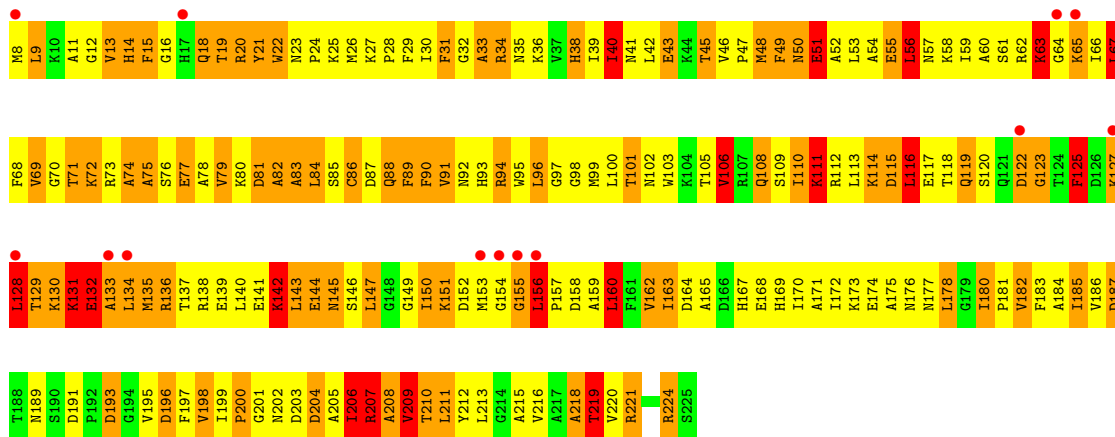 M8 L9 K10 A11 G12 V13 H14 F15 G16 H17 Q18 T19 R20 Y21 W22 N23 P24 K25 M26 K27 P28 F29 I30 F31 G32 A33 R34 N35 K36 V37 H38 I39 I40 N41 L42 E43 K44 T45 V46 P47 M48 F49 N50 E51 A52 L53 A54 E55 L56 N57 K58 I59 A60 S61 R62 K63 G64 K65 I66 L67
F68 V69 G70 T71 K72 R73 A74 A75 S76 E77 A78 V79 K80 D81 A82 A83 L84 S85 C86 D87 Q88 F89 F90 V91 N92 H93 R94 W95 L96 G97 G98 M99 L100 T101 N102 W103 K104 T105 V106 R107 Q108 S109 I110 K111 R112 L113 K114 D115 L116 E117 T118 Q119 S120 Q121 D122 G123 T124 F125 D126 K127
L128 T129 K130 K131 E132 A133 L134 M135 R136 T137 R138 E139 L140 E141 K142 L143 E144 N145 S146 L147 G148 G149 I150 K151 D152 M153 G154 G155 L156 P157 D158 A159 L160 F161 V162 I163 D164 A165 D166 H167 E168 H169 I170 A171 I172 K173 E174 A175 N176 N177 L178 G179 I180 P181 V182 F183 A184 I185 V186 D187
T188 N189 S190 D191 P192 D193 G194 V195 D196 F197 V198 I199 P200 G201 N202 D203 D204 A205 I206 R207 A208 V209 T210 L211 Y212 L213 G214 A215 V216 A217 A218 T219 V220 R221 R224 S225